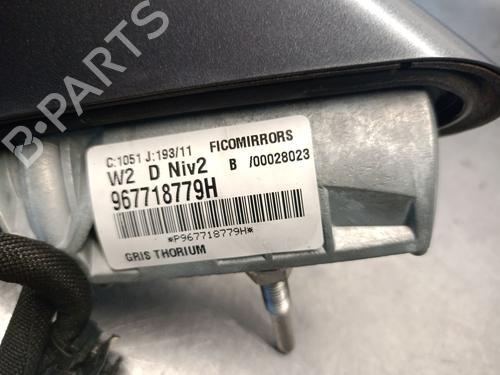 C:1051 J:193/11 FICOMIRRORS
W2 D Niv2 B /00028023
967718779H
*P967718779H*
GRIS THORIUM
B-PARTS